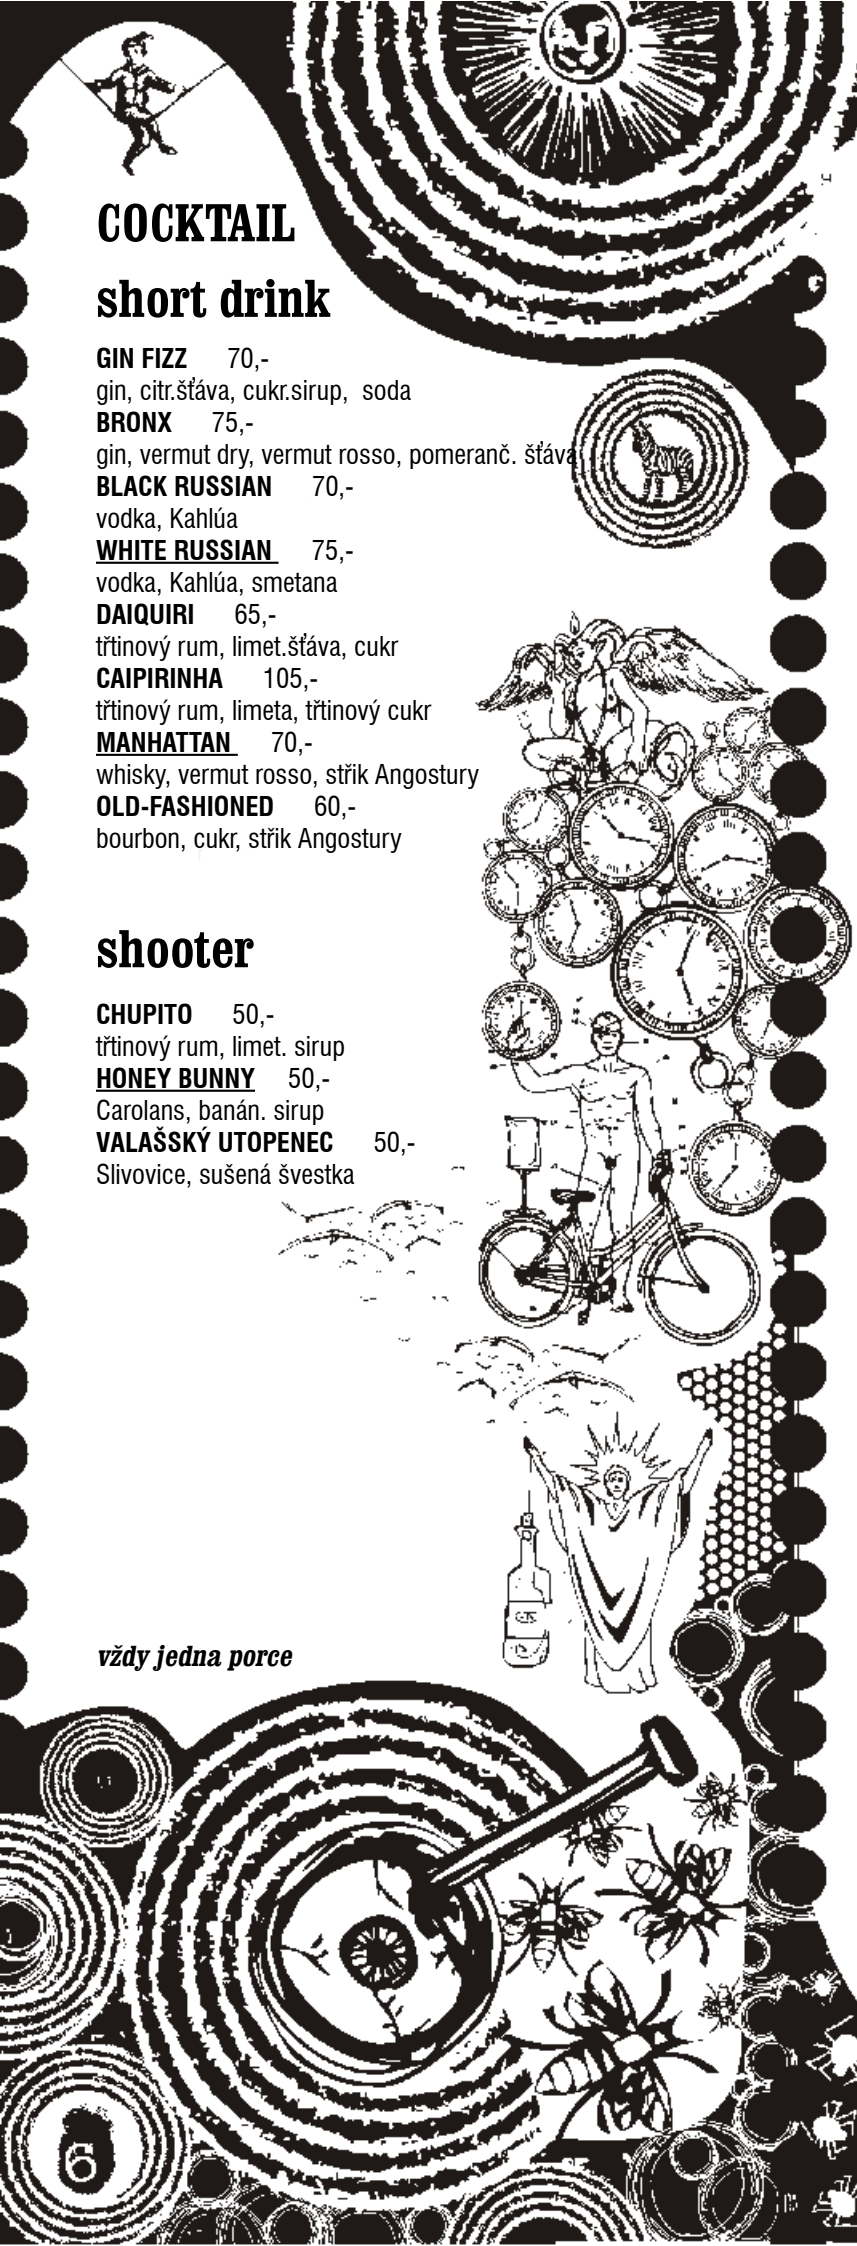 COCKTAIL
short drink
GIN FIZZ 70,-
gin, citr.šťáva, cukr.sirup, soda
BRONX 75,-
gin, vermut dry, vermut rosso, pomeranč. šťáva
BLACK RUSSIAN 70,-
vodka, Kahlúa
WHITE RUSSIAN 75,-
vodka, Kahlúa, smetana
DAIQUIRI 65,-
třtinový rum, limet.šťáva, cukr
CAIPIRINHA 105,-
třtinový rum, limeta, třtinový cukr
MANHATTAN 70,-
whisky, vermut rosso, střik Angostury
OLD-FASHIONED 60,-
bourbon, cukr, střik Angostury
shooter
CHUPITO 50,-
třtinový rum, limet. sirup
HONEY BUNNY 50,-
Carolans, banán. sirup
VALAŠSKÝ UTOPENEC 50,-
Slivovice, sušená švestka
vždy jedna porce
6